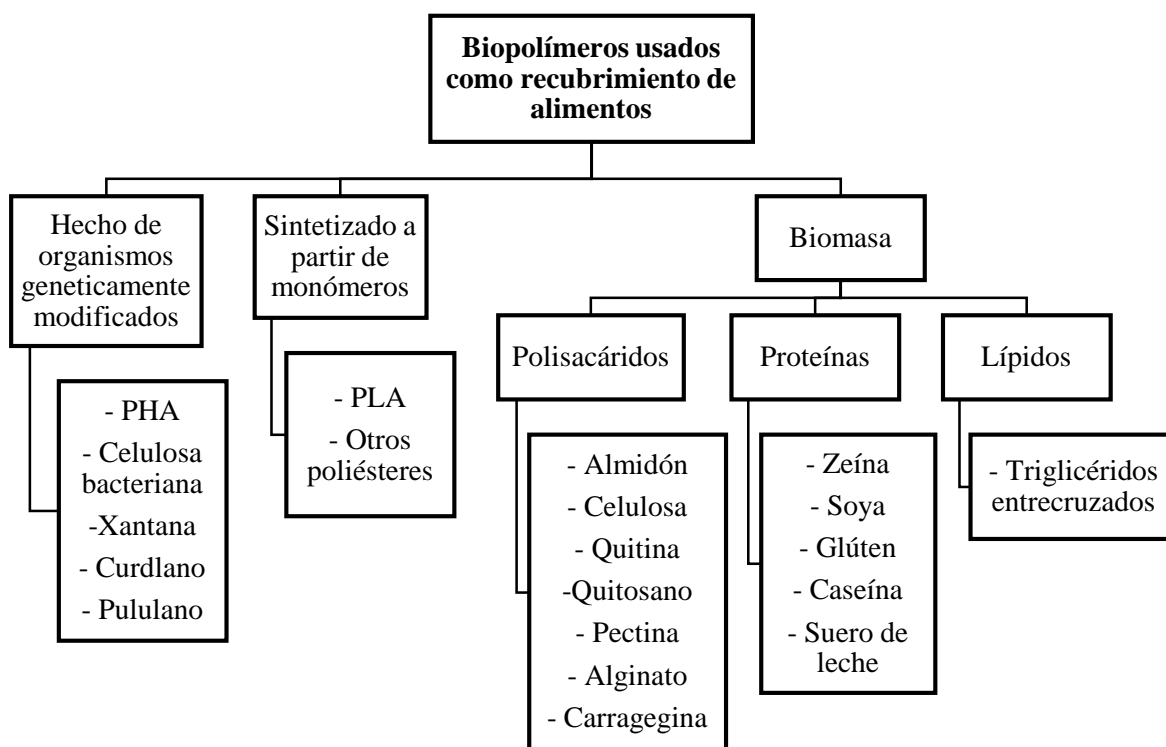 Biopolímeros usados
como recubrimiento de
alimentos
Hecho de
organismos
geneticamente
modificados
Sintetizado a
partir de
monómeros
Biomasa
- PHA
- Celulosa
bacteriana
-Xantana
- Curdlano
- Pululano
- PLA
- Otros
poliésteres
Polisacáridos
Proteínas
Lípidos
- Almidón
- Celulosa
- Quitina
-Quitosano
- Pectina
- Alginato
- Carragegina
- Zeína
- Soya
- Glúten
- Caseína
- Suero de
leche
- Triglicéridos
entrecruzados